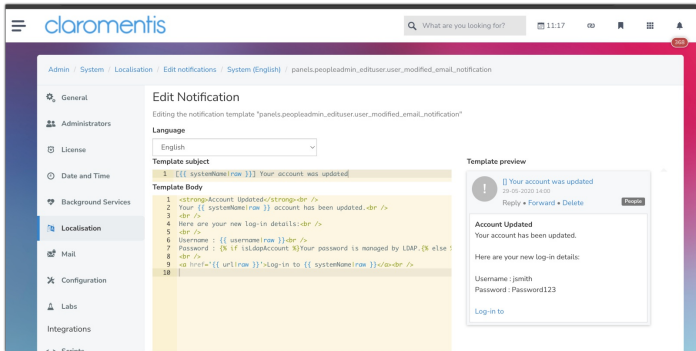 claromentis
What are you looking for?
11:17
368
Admin / System / Localisation / Edit notifications / System (English) / panels.peopleadmin_edituser.user_modified_email_notification
General
Administrators
License
Date and Time
Background Services
Localisation
Mail
Configuration
Labs
Integrations
Scripts
Edit Notification
Editing the notification template "panels.peopleadmin_edituser.user_modified_email_notification"
Language
English
Template subject
1 [{{ systemName|raw }}] Your account was updated
Template Body
1 <strong>Account Updated</strong><br />
2 Your {{ systemName|raw }} account has been updated.<br />
3 <br />
4 Here are your new log-in details:<br />
5 <br />
6 Username : {{ username|raw }}<br />
7 Password : {% if isLdapAccount %}Your password is managed by LDAP.{% else
8 <br />
9 <a href='{{ url|raw }}'>Log-in to {{ systemName|raw }}</a><br />
10
Template preview
[] Your account was updated
29-09-2020 14:00
Reply • Forward • Delete
People
Account Updated
Your account has been updated.
Here are your new log-in details:
Username : jsmith
Password : Password123
Log-in to